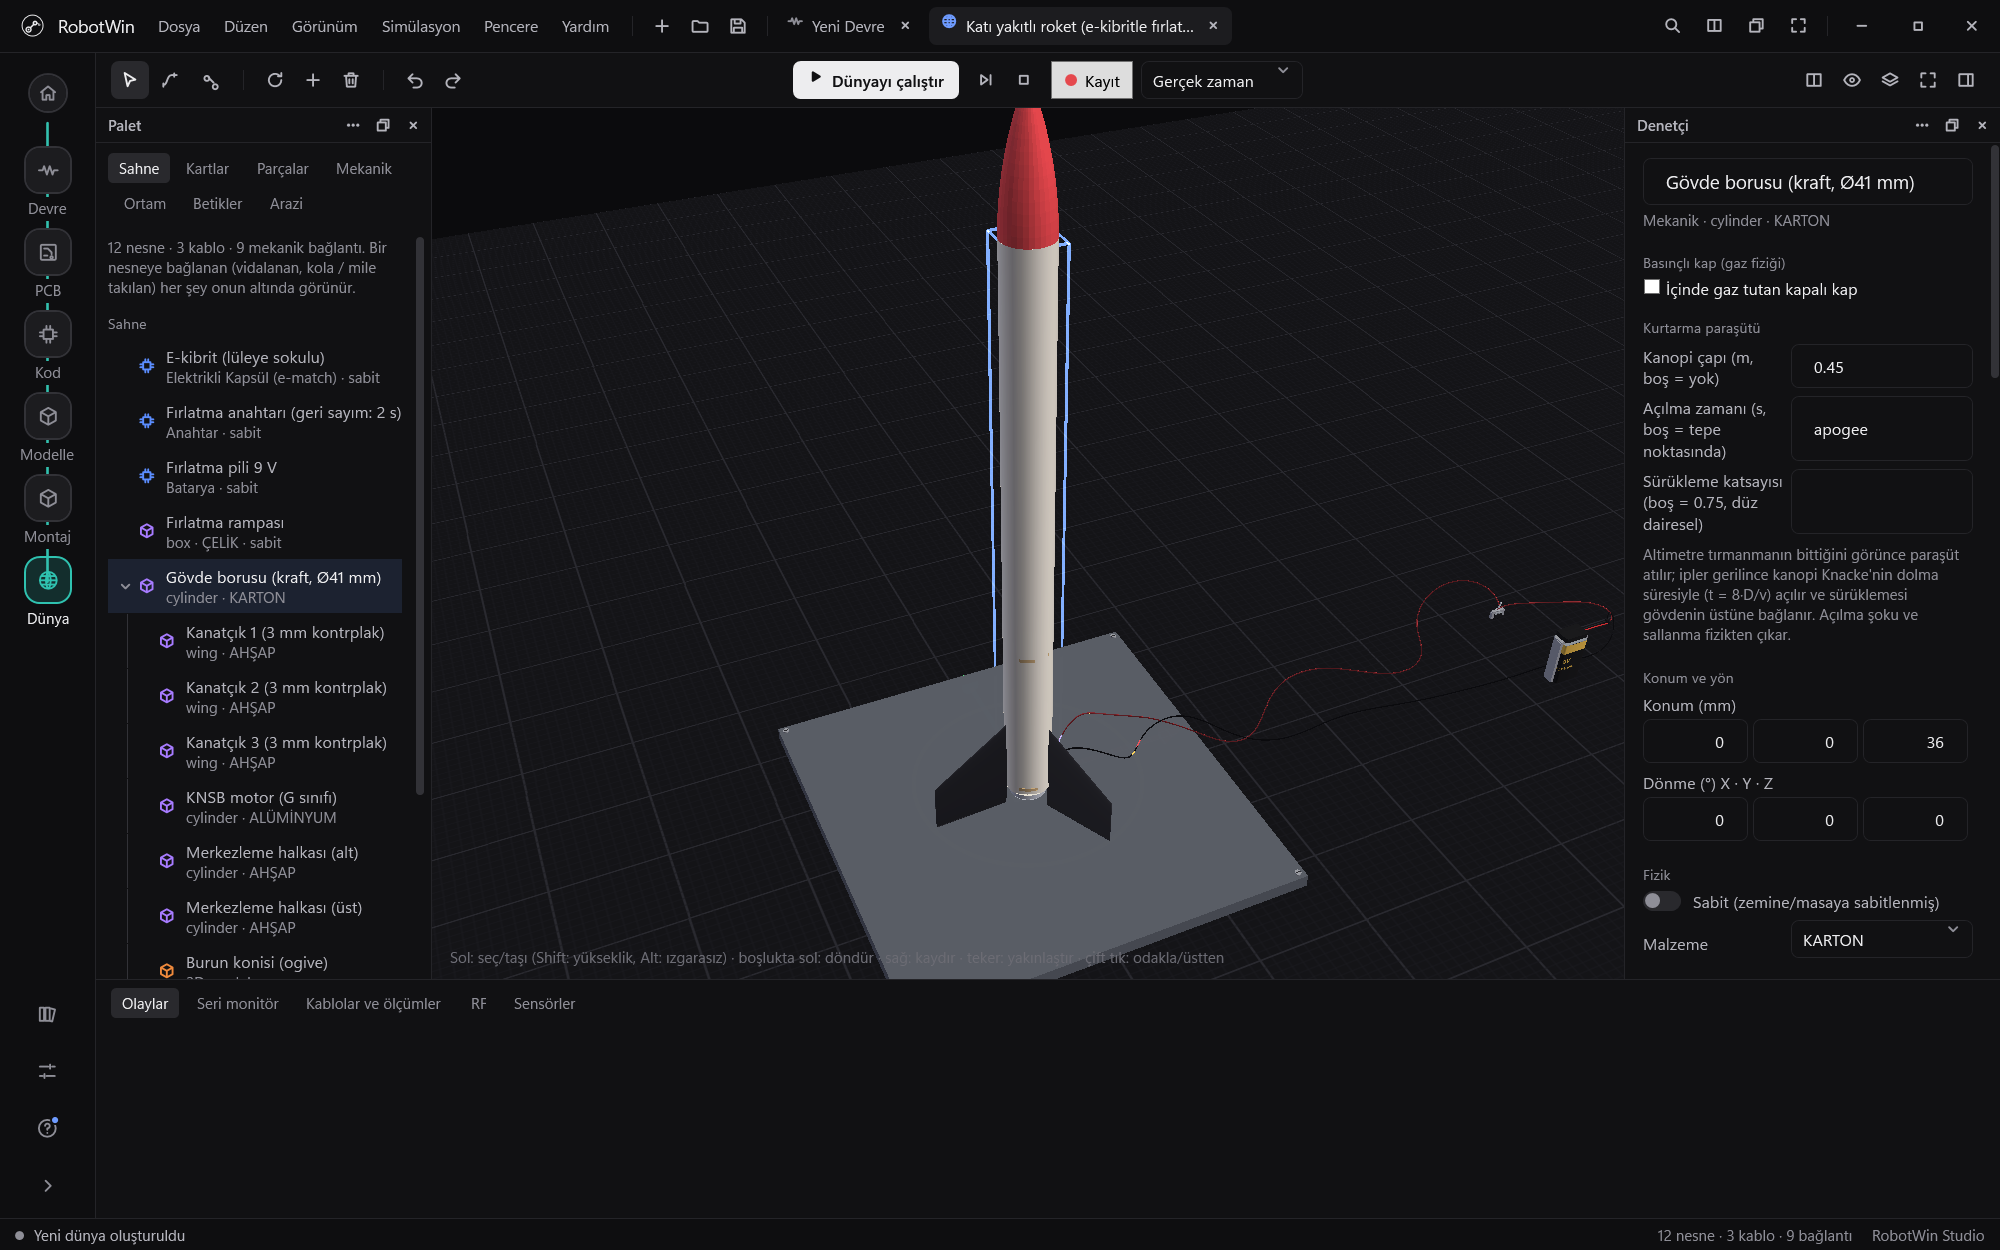 RobotWin Dosya Düzen Görünüm Simülasyon Pencere Yardım
Yeni Devre
Katı yakıtlı roket (e-kibritle fırlat...
Dünyayı çalıştır
Kayıt
Gerçek zaman
Devre
PCB
Kod
Modelle
Montaj
Dünya
Palet
Sahne Kartlar Parçalar Mekanik
Ortam Betikler Arazi
12 nesne · 3 kablo · 9 mekanik bağlantı. Bir
nesneye bağlanan (vidalanan, kola / mile
takılan) her şey onun altında görünür.
Sahne
E-kibrit (lüleye sokulu)
Elektrikli Kapsül (e-match) · sabit
Fırlatma anahtarı (geri sayım: 2 s)
Anahtar · sabit
Fırlatma pili 9 V
Batarya · sabit
Fırlatma rampası
box · ÇELİK · sabit
Gövde borusu (kraft, Ø41 mm)
cylinder · KARTON
Kanatçık 1 (3 mm kontrplak)
wing · AHŞAP
Kanatçık 2 (3 mm kontrplak)
wing · AHŞAP
Kanatçık 3 (3 mm kontrplak)
wing · AHŞAP
KNSB motor (G sınıfı)
cylinder · ALÜMİNYUM
Merkezleme halkası (alt)
cylinder · AHŞAP
Merkezleme halkası (üst)
cylinder · AHŞAP
Burun konisi (ogive)
Sol: seç/taşı (Shift: yükseklik, Alt: ızgarasız) · boşlukta sol: döndür · sağ: kaydır · teker: yakınlaştır · çift tık: odakla/üstten
Denetçi
Gövde borusu (kraft, Ø41 mm)
Mekanik · cylinder · KARTON
Basınçlı kap (gaz fiziği)
İçinde gaz tutan kapalı kap
Kurtarma paraşütü
Kanopi çapı (m,
boş = yok)
0.45
Açılma zamanı (s,
boş = tepe
noktasında)
apogee
Sürükleme katsayısı
(boş = 0.75, düz
dairesel)
Altimetre tırmanmanın bittiğini görünce paraşüt
atılır; ipler gerilince kanopi Knacke'nin dolma
süresiyle (t = 8·D/v) açılır ve sürüklemesi
gövdenin üstüne bağlanır. Açılma şoku ve
sallanma fizikten çıkar.
Konum ve yön
Konum (mm)
0 0 36
Dönme (°) X · Y · Z
0 0 0
Fizik
Sabit (zemine/masaya sabitlenmiş)
Malzeme
KARTON
Olaylar Seri monitör Kablolar ve ölçümler RF Sensörler
Yeni dünya oluşturuldu
12 nesne · 3 kablo · 9 bağlantı RobotWin Studio